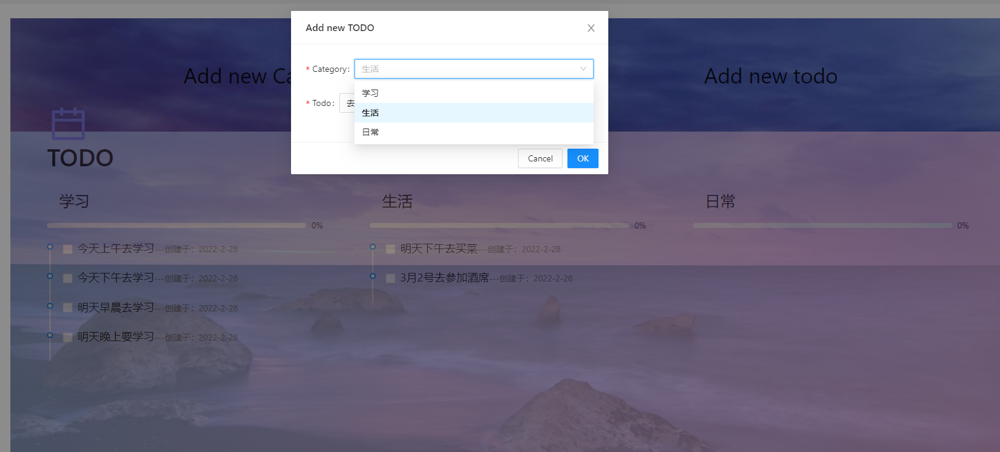 Add new TODO
* Category: 生活
学习
生活
日常
* Todo: 去
Cancel OK
Add new Ca
Add new todo
TODO
学习
0%
今天上午去学习---创建于：2022-2-28
今天下午去学习---创建于：2022-2-28
明天早晨去学习---创建于：2022-2-28
明天晚上要学习---创建于：2022-2-28
生活
0%
明天下午去买菜---创建于：2022-2-28
3月2号去参加酒席---创建于：2022-2-28
日常
0%